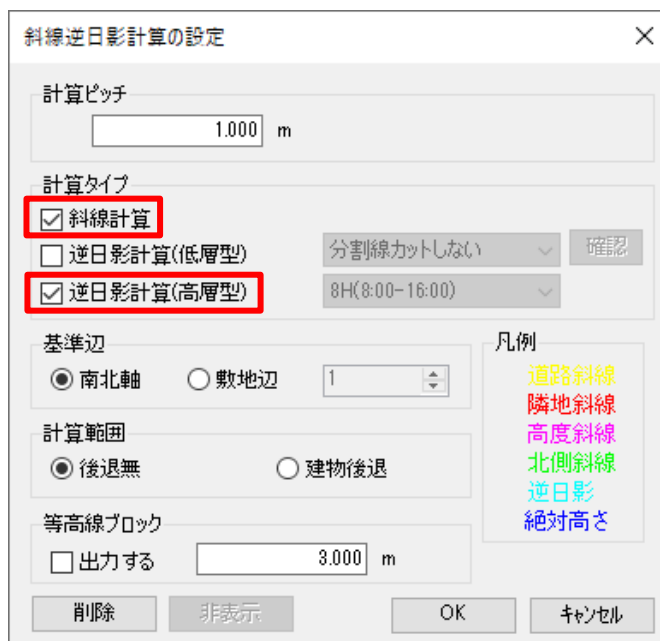 斜線逆日影計算の設定
計算ピッチ
1.000 m
計算タイプ
斜線計算
逆日影計算(低層型) 分割線カットしない 確認
逆日影計算(高層型) 8H(8:00-16:00)
基準辺
南北軸 敷地辺 1
計算範囲
後退無 建物後退
等高線ブロック
出力する 3.000 m
凡例
道路斜線
隣地斜線
高度斜線
北側斜線
逆日影
絶対高さ
削除 非表示 OK キャンセル